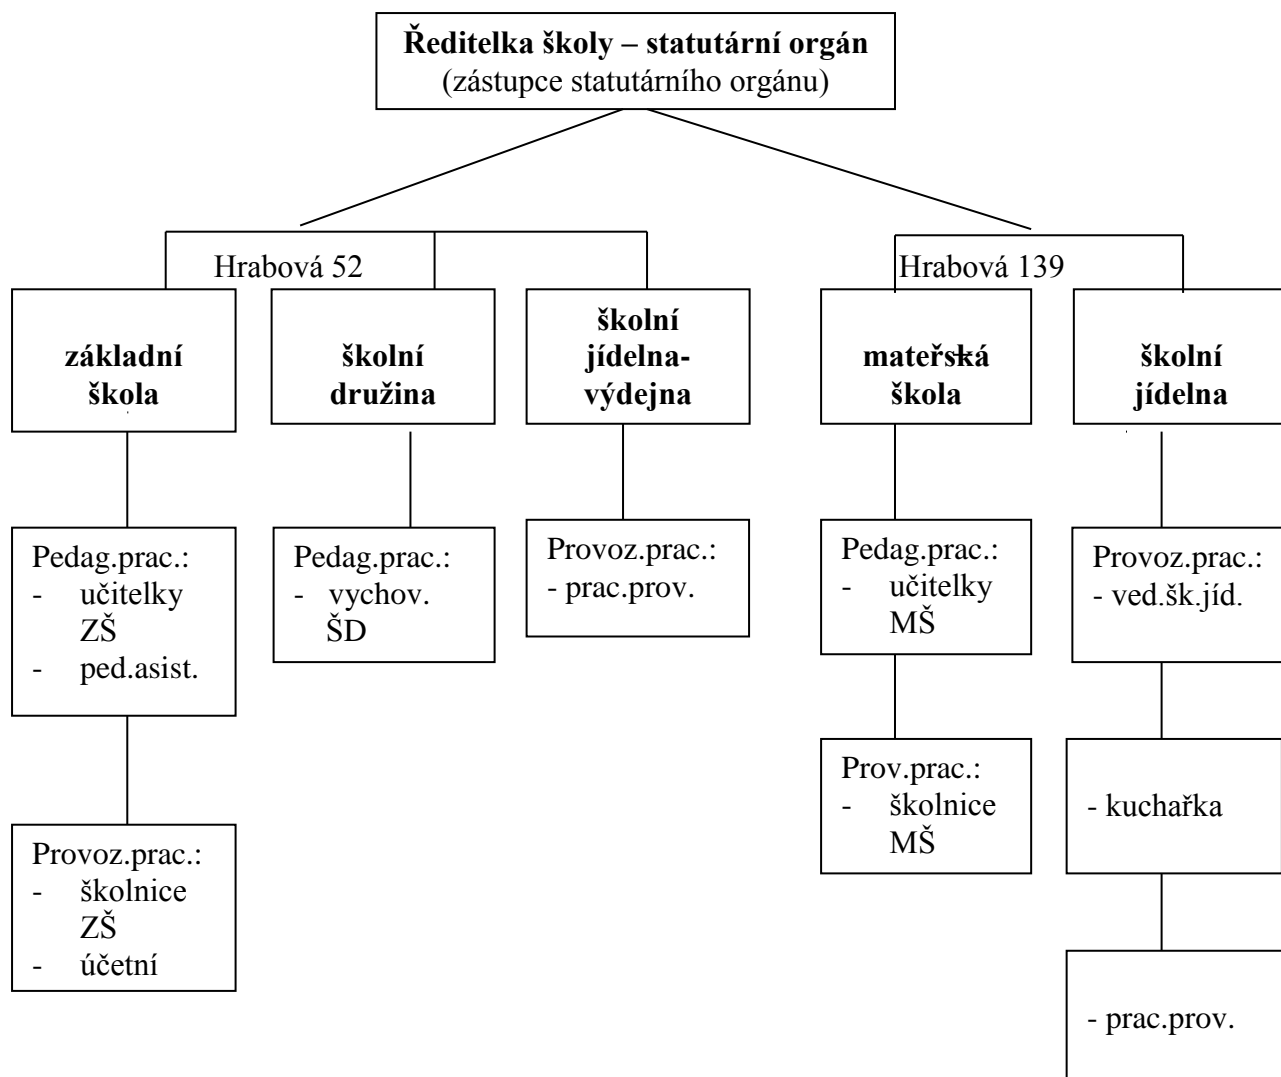 Ředitelka školy – statutární orgán
(zástupce statutárního orgánu)
Hrabová 52
Hrabová 139
základní
škola
školní
družina
školní
jídelna-
výdejna
mateřská
škola
školní
jídelna
Pedag.prac.:
- učitelky
ZŠ
- ped.asist.
Pedag.prac.:
- vychov.
ŠD
Provoz.prac.:
- prac.prov.
Pedag.prac.:
- učitelky
MŠ
Provoz.prac.:
- ved.šk.jíd.
Provoz.prac.:
- školnice
ZŠ
- účetní
Prov.prac.:
- školnice
MŠ
- kuchařka
- prac.prov.